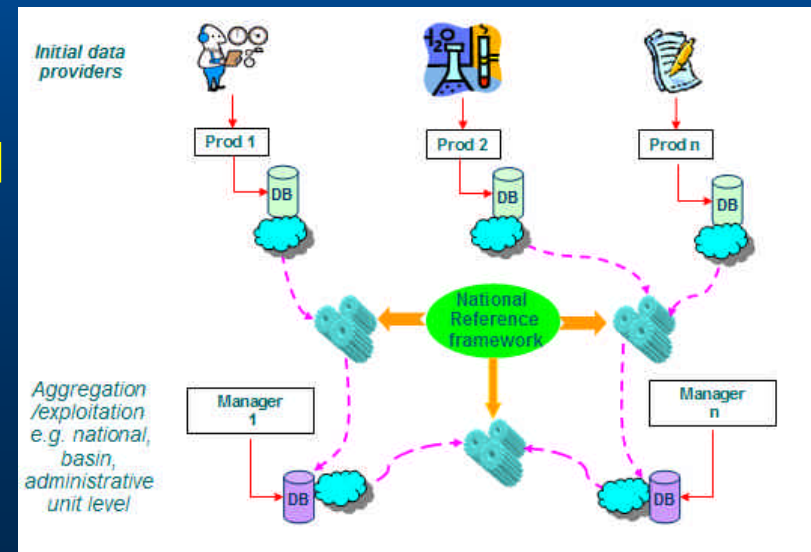 Initial data
providers
H2O
Prod 1
Prod 2
Prod n
DB
DB
DB
National
Reference
framework
Aggregation
/exploitation
e.g. national,
basin,
administrative
unit level
Manager
1
Manager
n
DB
DB